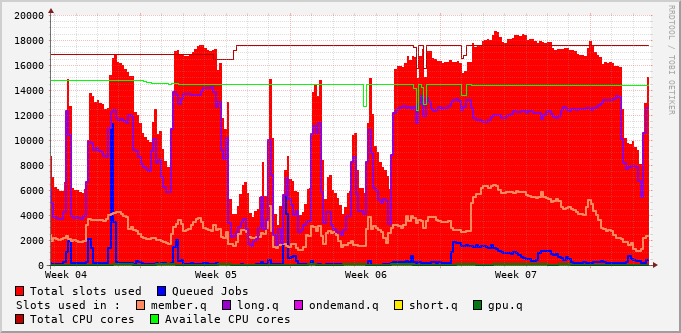 RRDTOOL / TOBI OETIKER
20000
18000
16000
14000
12000
10000
8000
6000
4000
2000
0
Week 04 Week 05 Week 06 Week 07
Total slots used Queued Jobs
Slots used in : member.q long.q ondemand.q short.q gpu.q
Total CPU cores Availale CPU cores